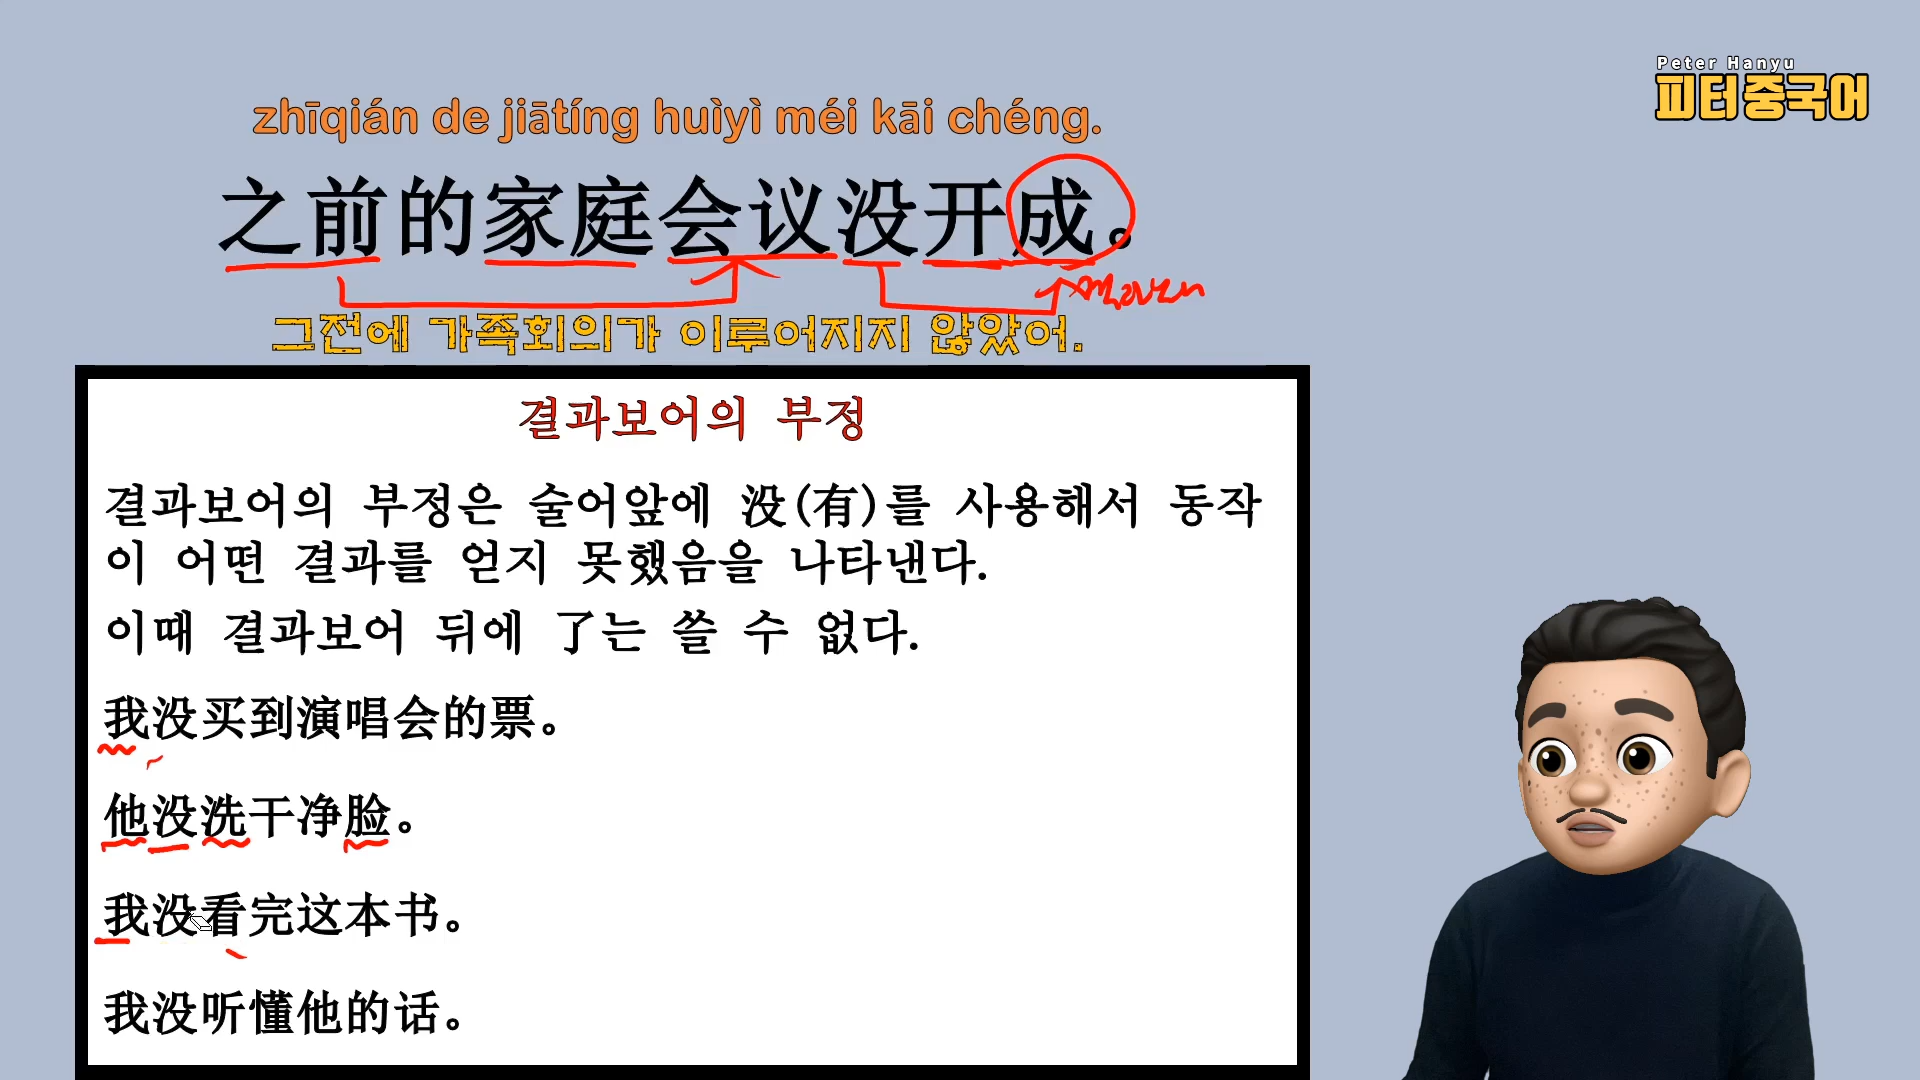 Peter Hanyu
피터 중국어
zhīqián de jiātíng huìyì méi kāi chéng.
之前的家庭会议没开成。
그전에 가족회의가 이루어지지 않았어.
결과보어의 부정
결과보어의 부정은 술어앞에 没(有)를 사용해서 동작
이 어떤 결과를 얻지 못했음을 나타낸다.
이때 결과보어 뒤에 了는 쓸 수 없다.
我没买到演唱会的票。
他没洗干净脸。
我没看完这本书。
我没听懂他的话。